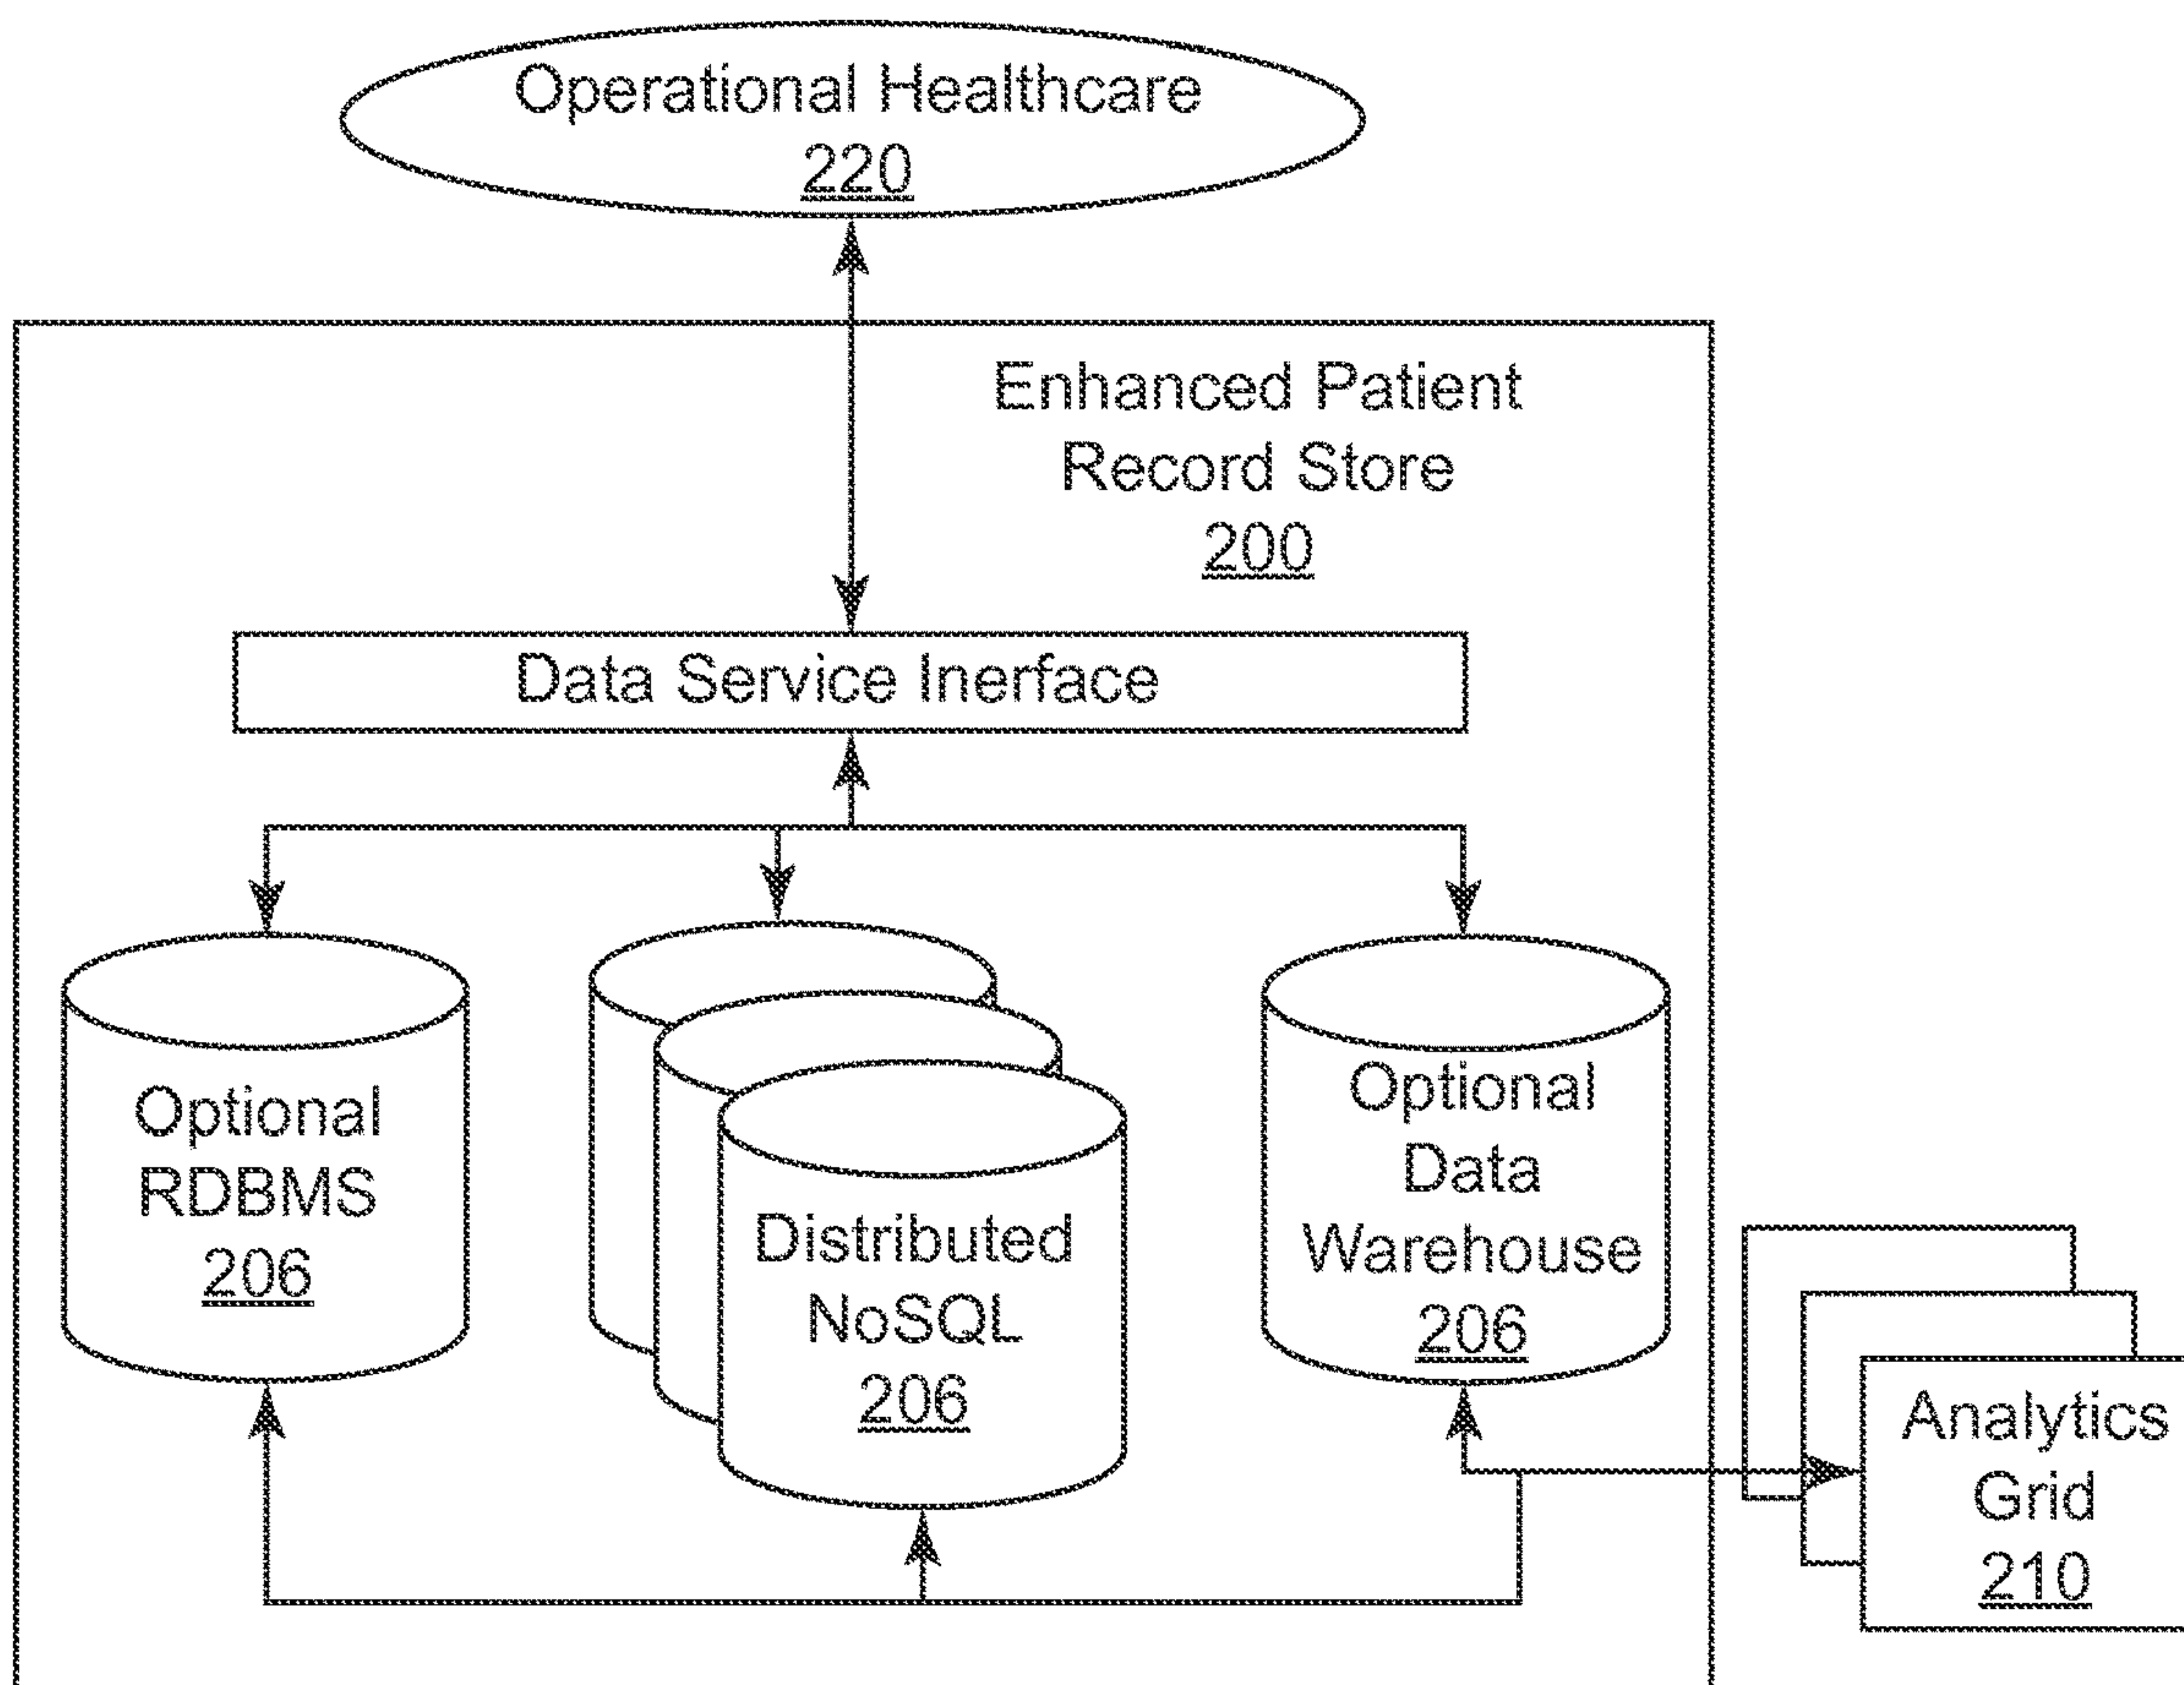 Operational Healthcare
220
Enhanced Patient
Record Store
200
Data Service Inerface
Optional
RDBMS
206
Distributed
NoSQL
206
Optional
Data
Warehouse
206
Analytics
Grid
210